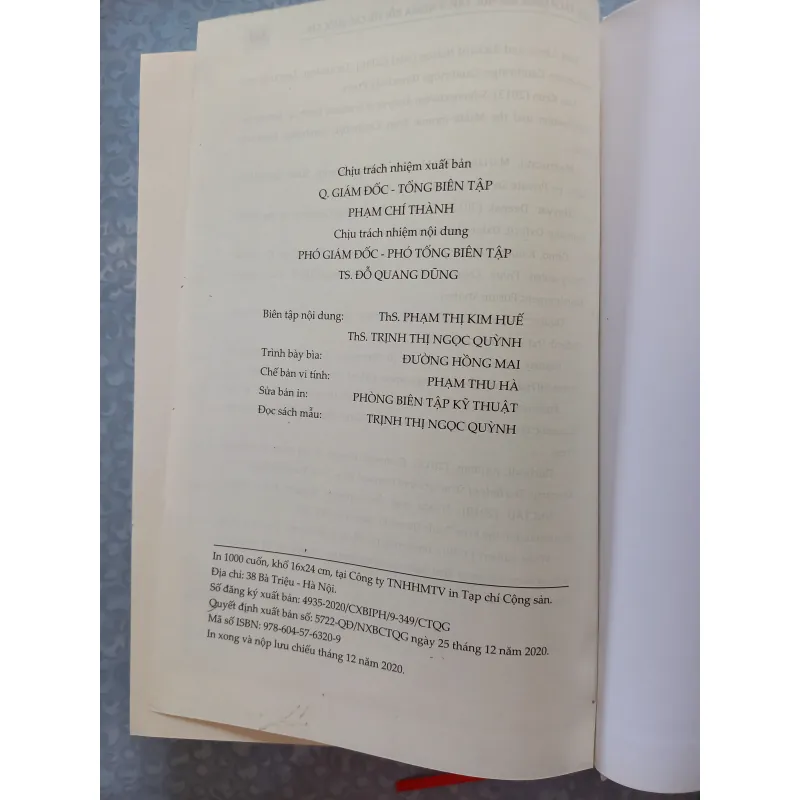 Chịu trách nhiệm xuất bản
Q. GIÁM ĐỐC - TỔNG BIÊN TẬP
PHẠM CHÍ THÀNH
Chịu trách nhiệm nội dung
PHÓ GIÁM ĐỐC - PHÓ TỔNG BIÊN TẬP
TS. ĐỖ QUANG DŨNG
Biên tập nội dung: ThS. PHẠM THỊ KIM HUẾ
ThS. TRỊNH THỊ NGỌC QUỲNH
Trình bày bìa: ĐƯỜNG HỒNG MAI
Chế bản vi tính: PHẠM THU HÀ
Sửa bản in: PHÒNG BIÊN TẬP KỸ THUẬT
Đọc sách mẫu: TRỊNH THỊ NGỌC QUỲNH
In 1000 cuốn, khổ 16x24 cm, tại Công ty TNHHMTV in Tạp chí Cộng sản.
Địa chỉ: 38 Bà Triệu - Hà Nội.
Số đăng ký xuất bản: 4935-2020/CXBIPH/9-349/CTQG
Quyết định xuất bản số: 5722-QĐ/NXBCTQG ngày 25 tháng 12 năm 2020.
Mã số ISBN: 978-604-57-6320-9
In xong và nộp lưu chiểu tháng 12 năm 2020.